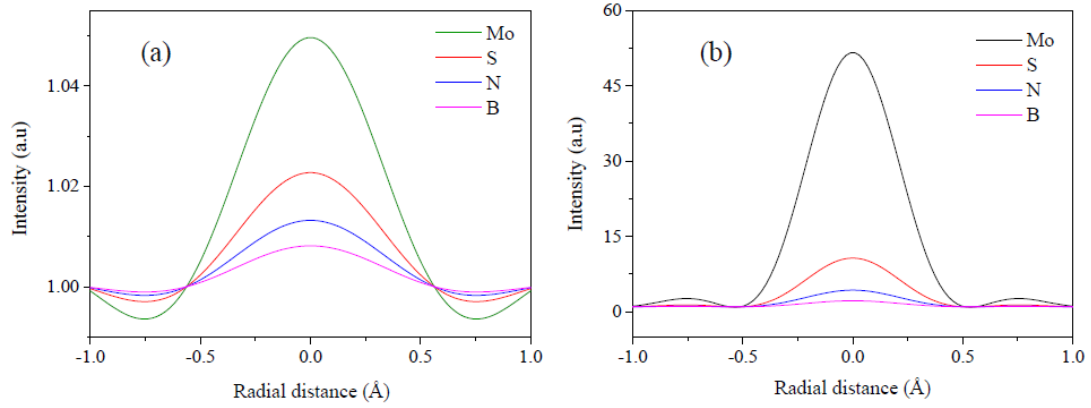 (a)
Mo
S
N
B
1.04
1.02
1.00
Intensity (a.u)
-1.0 -0.5 0.0 0.5 1.0
Radial distance (Å)
(b)
Mo
S
N
B
60
45
30
15
0
Intensity (a.u)
-1.0 -0.5 0.0 0.5 1.0
Radial distance (Å)